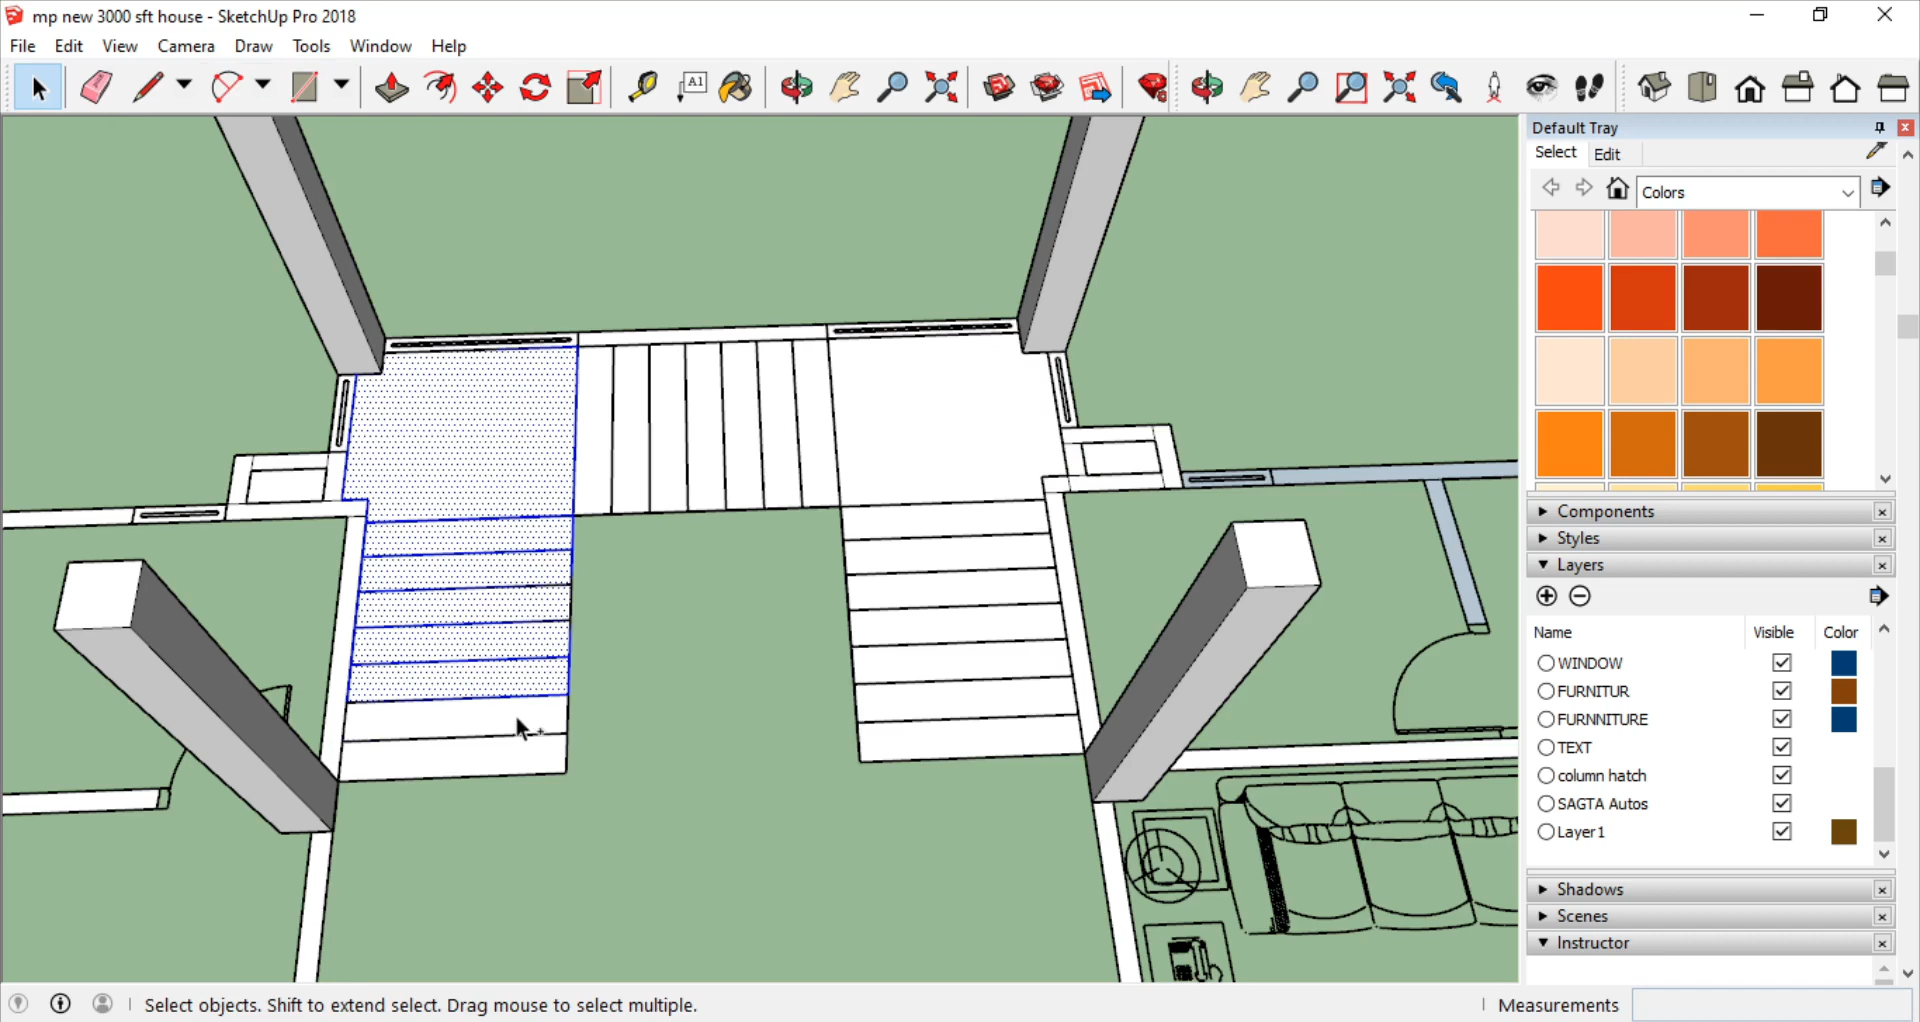 mp new 3000 sft house - SketchUp Pro 2018
File Edit View Camera Draw Tools Window Help
A1
Default Tray
Select Edit
Colors
Components
Styles
Layers
Name Visible Color
WINDOW
FURNITUR
FURNNITURE
TEXT
column hatch
SAGTA Autos
Layer1
Shadows
Scenes
Instructor
Select objects. Shift to extend select. Drag mouse to select multiple.
Measurements